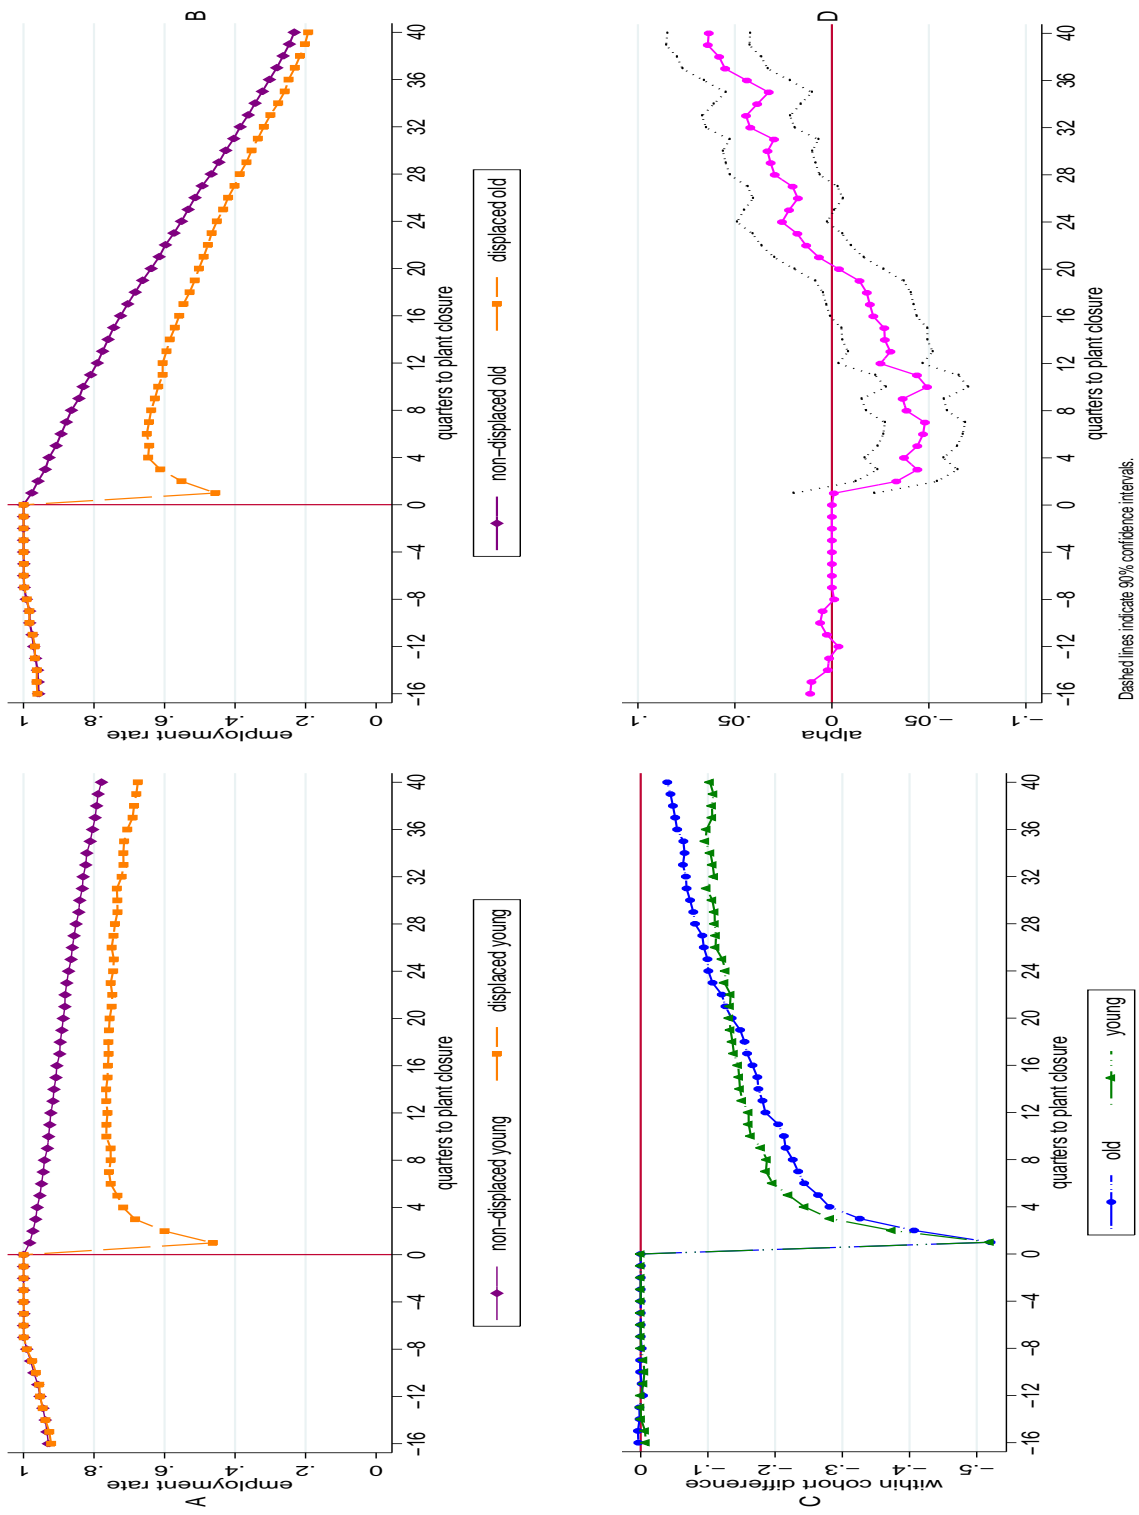 A
employment rate
1
.8
.6
.4
.2
0
−16 −12 −8 −4 0 4 8 12 16 20 24 28 32 36 40
quarters to plant closure
non−displaced young displaced young
B
employment rate
1
.8
.6
.4
.2
0
−16 −12 −8 −4 0 4 8 12 16 20 24 28 32 36 40
quarters to plant closure
non−displaced old displaced old
C
within cohort difference
0
−.1
−.2
−.3
−.4
−.5
−16 −12 −8 −4 0 4 8 12 16 20 24 28 32 36 40
quarters to plant closure
old young
D
alpha
.1
.05
0
−.05
−.1
−16 −12 −8 −4 0 4 8 12 16 20 24 28 32 36 40
quarters to plant closure
Dashed lines indicate 90% confidence intervals.